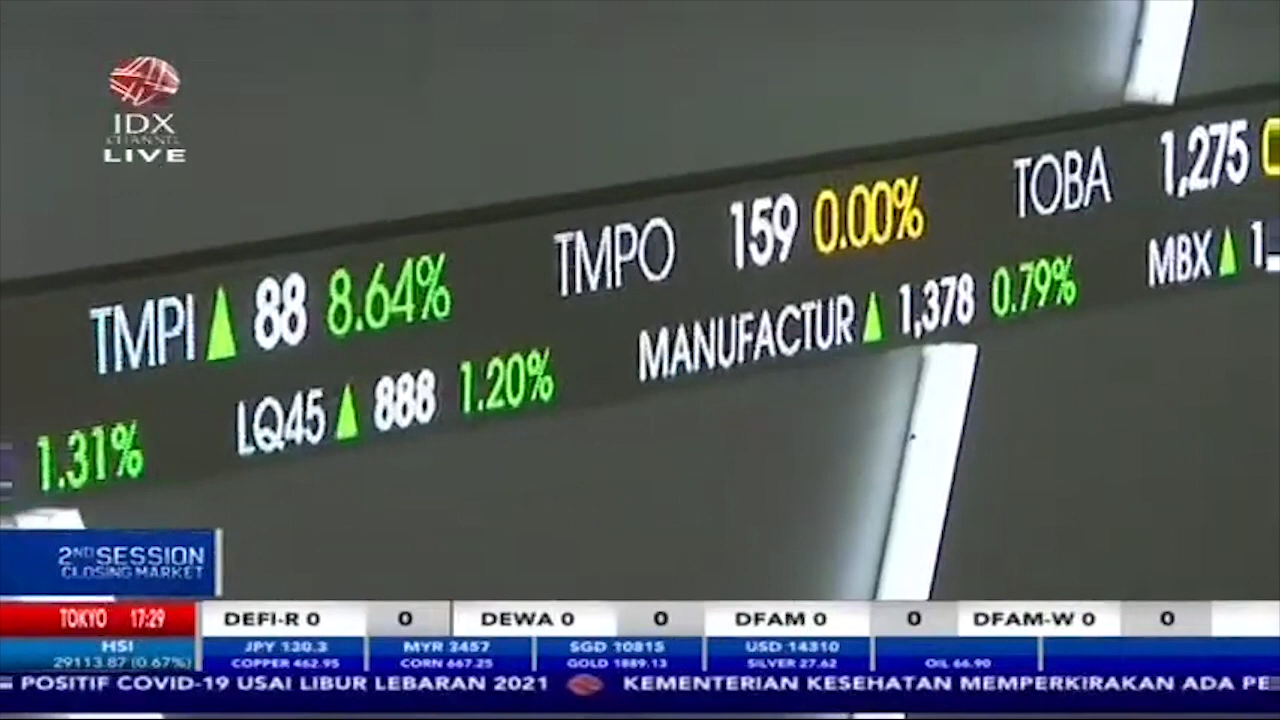 IDX
CHANNEL
LIVE
TMPI 88 8.64% TMPO 159 0.00% TOBA 1,275
1.31% LQ45 888 1.20% MANUFACTUR 1,378 0.79% MBX
2ND SESSION
CLOSING MARKET
TOKYO 17:29 DEFI-R 0 0 DEWA 0 0 DFAM 0 0 DFAM-W 0 0
HSI JPY 130.3 MYR 3457 SGD 10815 USD 14310
29113.87 (0.67%) COPPER 462.95 CORN 667.25 GOLD 1889.13 SILVER 27.62 OIL 66.90
POSITIF COVID-19 USAI LIBUR LEBARAN 2021 KEMENTERIAN KESEHATAN MEMPERKIRAKAN ADA PE